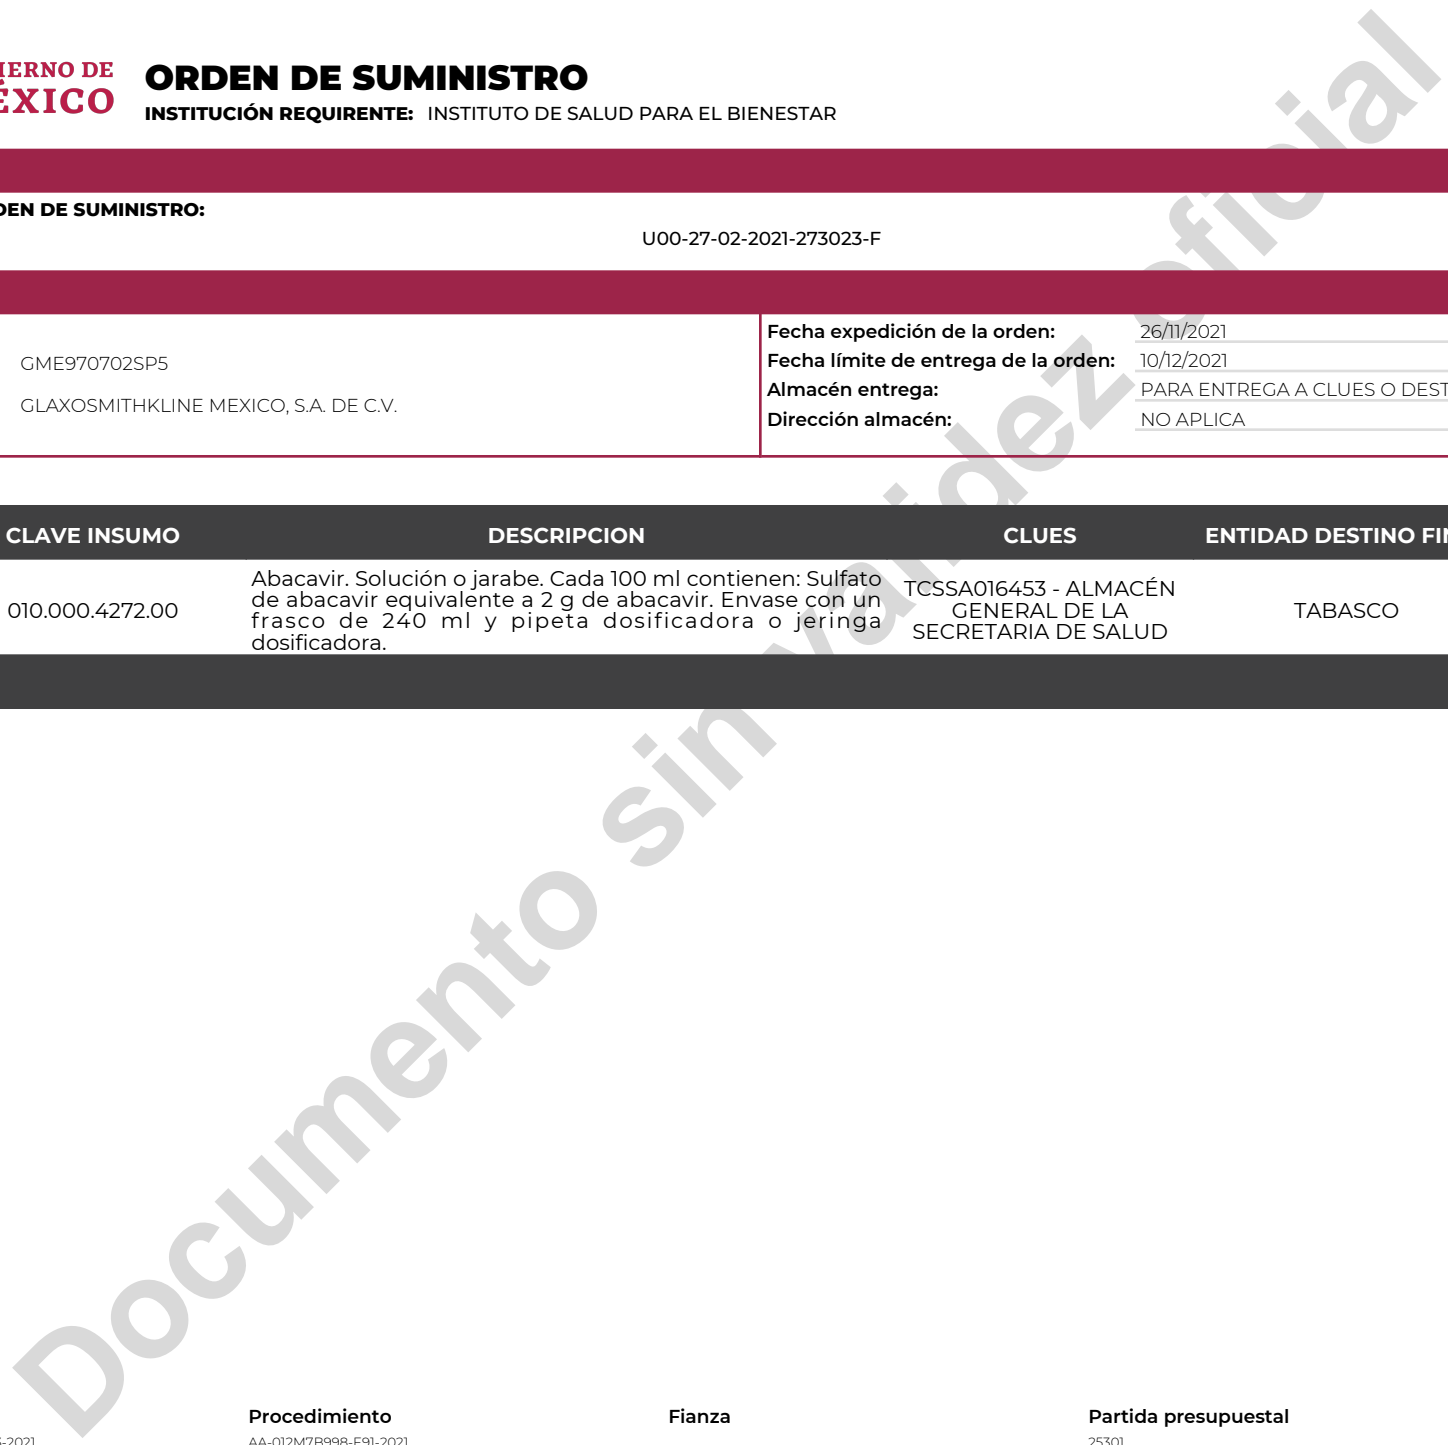 ORDEN DE SUMINISTRO
INSTITUCIÓN REQUIRENTE: INSTITUTO DE SALUD PARA EL BIENESTAR
DE SUMINISTRO:
U00-27-02-2021-273023-F
GME970702SP5
GLAXOSMITHKLINE MEXICO, S.A. DE C.V.
Fecha expedición de la orden: 26/11/2021
Fecha límite de entrega de la orden: 10/12/2021
Almacén entrega: PARA ENTREGA A CLUES O
Dirección almacén: NO APLICA
CLAVE INSUMO DESCRIPCION CLUES ENTIDAD DESTINO
010.000.4272.00
Abacavir. Solución o jarabe. Cada 100 ml contienen: Sulfato
de abacavir equivalente a 2 g de abacavir. Envase con un
frasco de 240 ml y pipeta dosificadora o jeringa
dosificadora.
TCSSA016453 - ALMACÉN
GENERAL DE LA
SECRETARIA DE SALUD
TABASCO
Documento sin validez oficial
Procedimiento Fianza Partida presupuestal
AA-012M7B998-E91-2021 25301